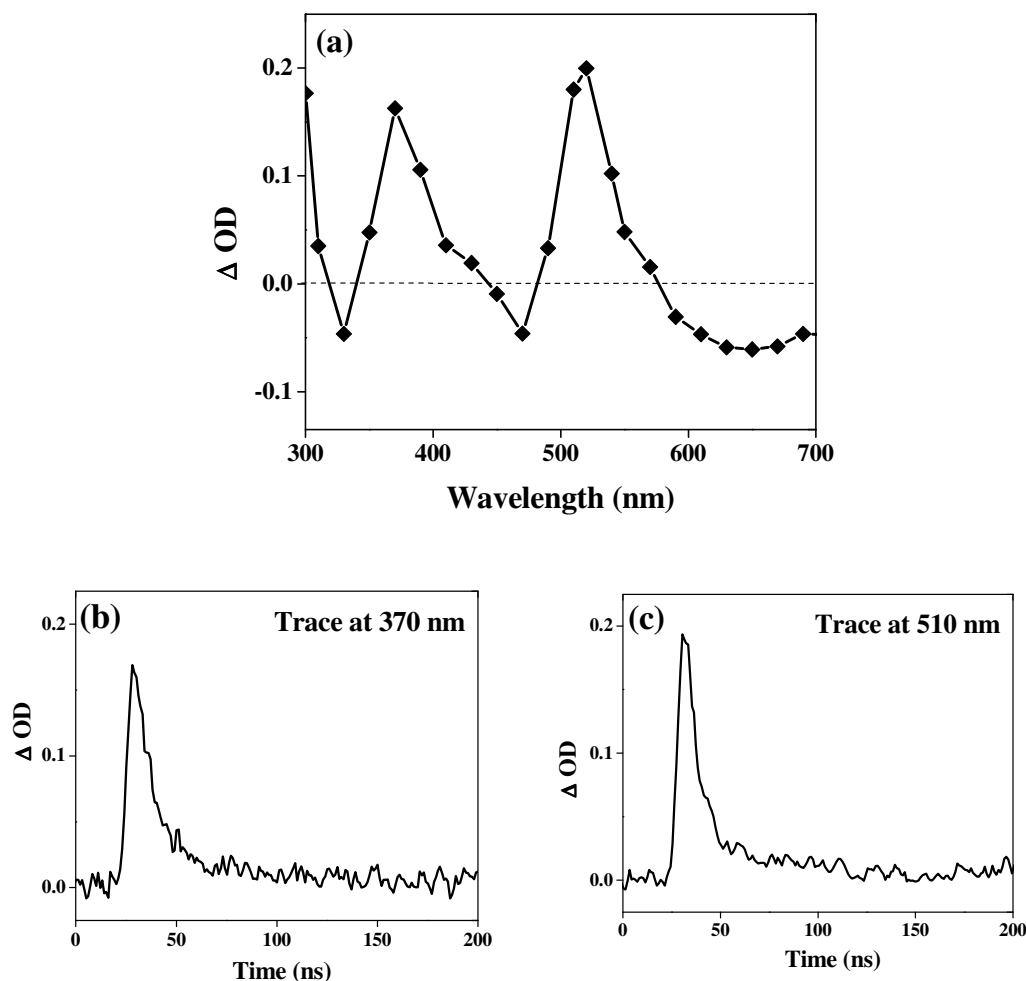 (a)
0.2
0.1
0.0
-0.1
Δ OD
300 400 500 600 700
Wavelength (nm)
(b) Trace at 370 nm
0.2
0.1
0.0
Δ OD
0 50 100 150 200
Time (ns)
(c) Trace at 510 nm
0.2
0.1
0.0
Δ OD
0 50 100 150 200
Time (ns)